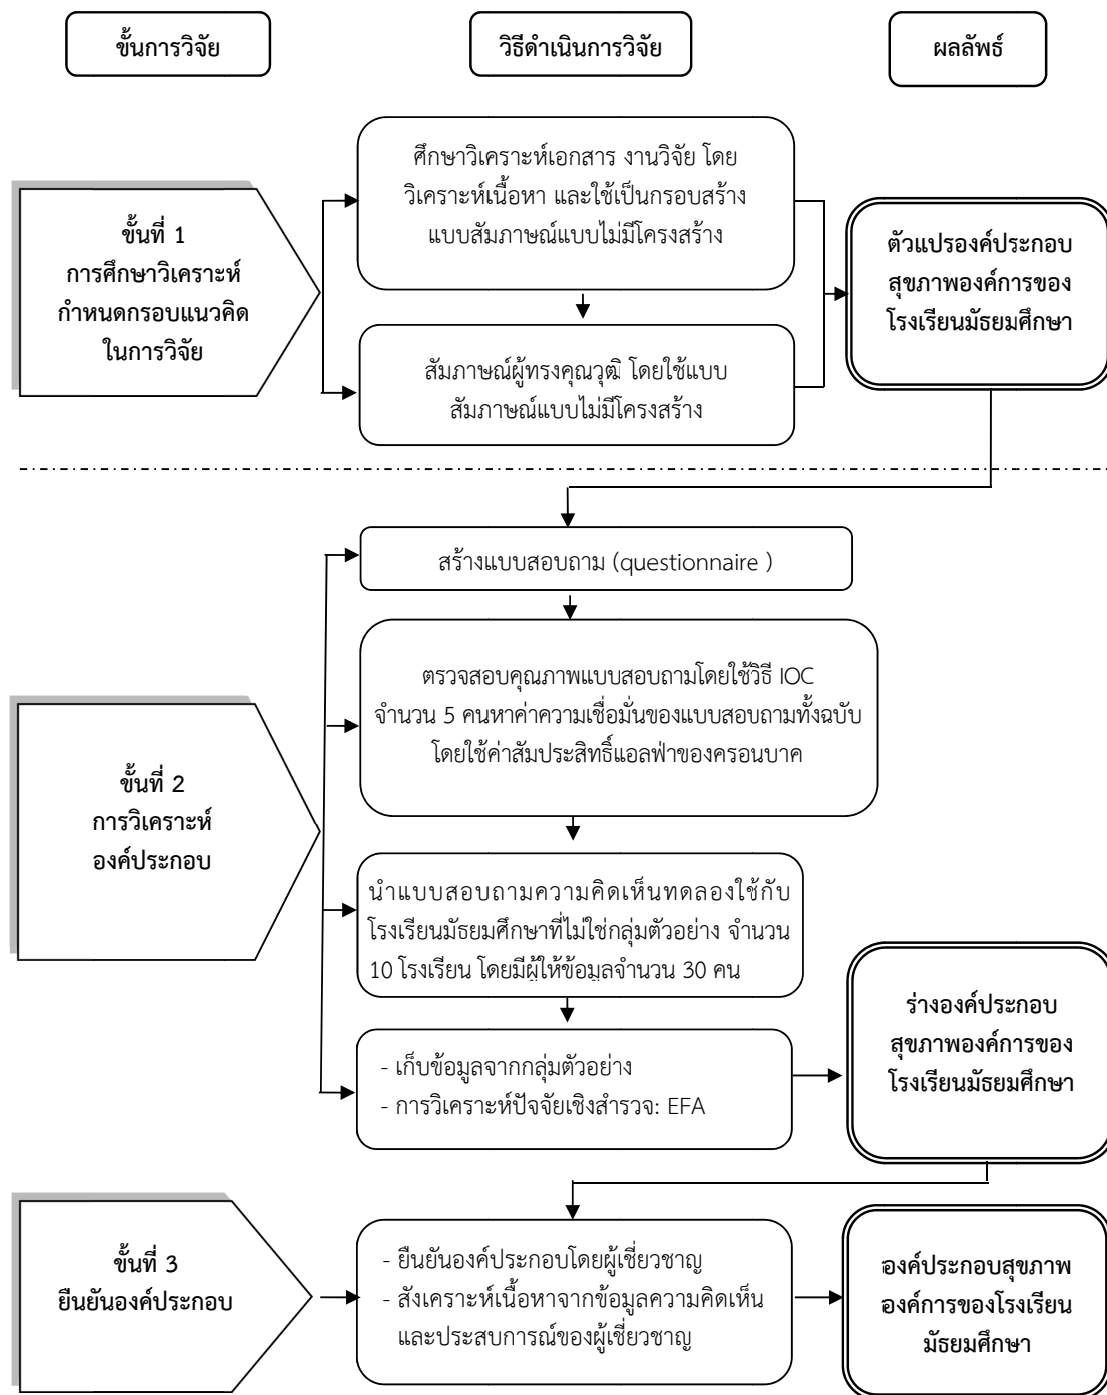 ขั้นการวิจัย
วิธีดำเนินการวิจัย
ผลลัพธ์
ขั้นที่ 1
การศึกษาวิเคราะห์
กำหนดกรอบแนวคิด
ในการวิจัย
ศึกษาวิเคราะห์เอกสาร งานวิจัย โดย
วิเคราะห์เนื้อหา และใช้เป็นกรอบสร้าง
แบบสัมภาษณ์แบบไม่มีโครงสร้าง
สัมภาษณ์ผู้ทรงคุณวุฒิ โดยใช้แบบ
สัมภาษณ์แบบไม่มีโครงสร้าง
ตัวแปรองค์ประกอบ
สุขภาพองค์การของ
โรงเรียนมัธยมศึกษา
ขั้นที่ 2
การวิเคราะห์
องค์ประกอบ
สร้างแบบสอบถาม (questionnaire )
ตรวจสอบคุณภาพแบบสอบถามโดยใช้วิธี IOC
จำนวน 5 คนหาค่าความเชื่อมั่นของแบบสอบถามทั้งฉบับ
โดยใช้ค่าสัมประสิทธิ์แอลฟ่าของครอนบาค
นำแบบสอบถามความคิดเห็นทดลองใช้กับ
โรงเรียนมัธยมศึกษาที่ไม่ใช่กลุ่มตัวอย่าง จำนวน
10 โรงเรียน โดยมีผู้ให้ข้อมูลจำนวน 30 คน
- เก็บข้อมูลจากกลุ่มตัวอย่าง
- การวิเคราะห์ปัจจัยเชิงสำรวจ: EFA
ร่างองค์ประกอบ
สุขภาพองค์การของ
โรงเรียนมัธยมศึกษา
ขั้นที่ 3
ยืนยันองค์ประกอบ
- ยืนยันองค์ประกอบโดยผู้เชี่ยวชาญ
- สังเคราะห์เนื้อหาจากข้อมูลความคิดเห็น
และประสบการณ์ของผู้เชี่ยวชาญ
องค์ประกอบสุขภาพ
องค์การของโรงเรียน
มัธยมศึกษา